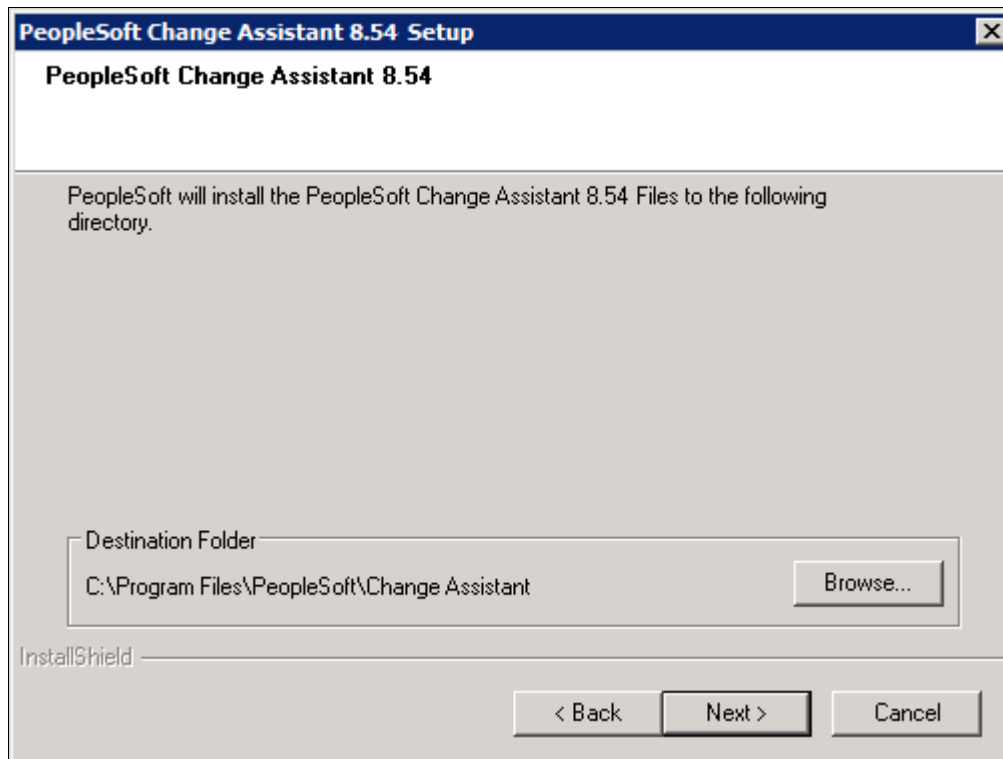 PeopleSoft Change Assistant 8.54 Setup
PeopleSoft Change Assistant 8.54
PeopleSoft will install the PeopleSoft Change Assistant 8.54 Files to the following
directory.
Destination Folder
C:\Program Files\PeopleSoft\Change Assistant
Browse...
InstallShield
< Back
Next >
Cancel